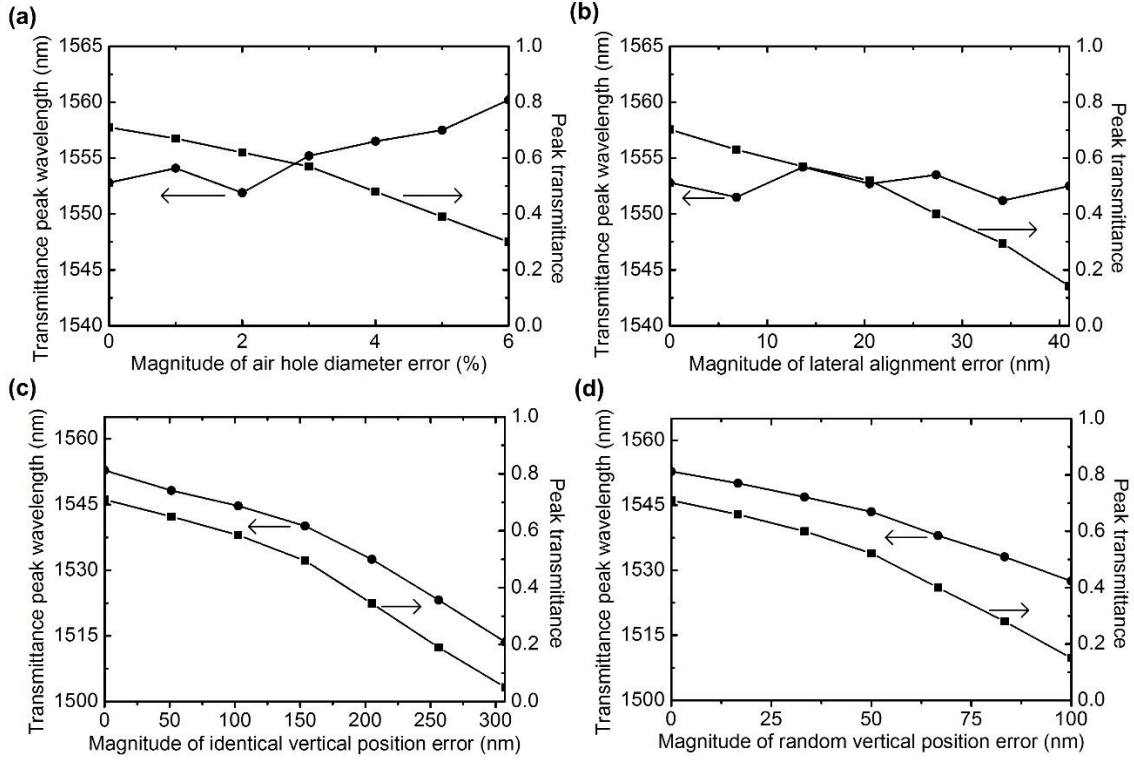 (a)
Transmittance peak wavelength (nm)
1565
1560
1555
1550
1545
1540
0 2 4 6
Magnitude of air hole diameter error (%)
1.0
0.8
0.6
0.4
0.2
0.0
Peak transmittance
(b)
Transmittance peak wavelength (nm)
1565
1560
1555
1550
1545
1540
0 10 20 30 40
Magnitude of lateral alignment error (nm)
1.0
0.8
0.6
0.4
0.2
0.0
Peak transmittance
(c)
Transmittance peak wavelength (nm)
1560
1545
1530
1515
1500
0 50 100 150 200 250 300
Magnitude of identical vertical position error (nm)
1.0
0.8
0.6
0.4
0.2
0.0
Peak transmittance
(d)
Transmittance peak wavelength (nm)
1560
1545
1530
1515
1500
0 25 50 75 100
Magnitude of random vertical position error (nm)
1.0
0.8
0.6
0.4
0.2
0.0
Peak transmittance